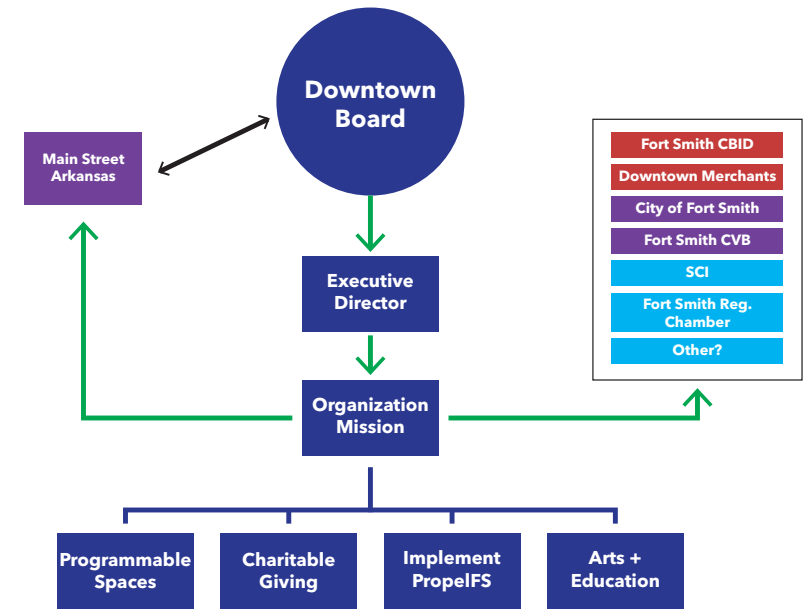 Downtown
Board
Main Street
Arkansas
Fort Smith CBID
Downtown Merchants
City of Fort Smith
Fort Smith CVB
SCI
Fort Smith Reg.
Chamber
Other?
Executive
Director
Organization
Mission
Programmable
Spaces
Charitable
Giving
Implement
PropelFS
Arts +
Education